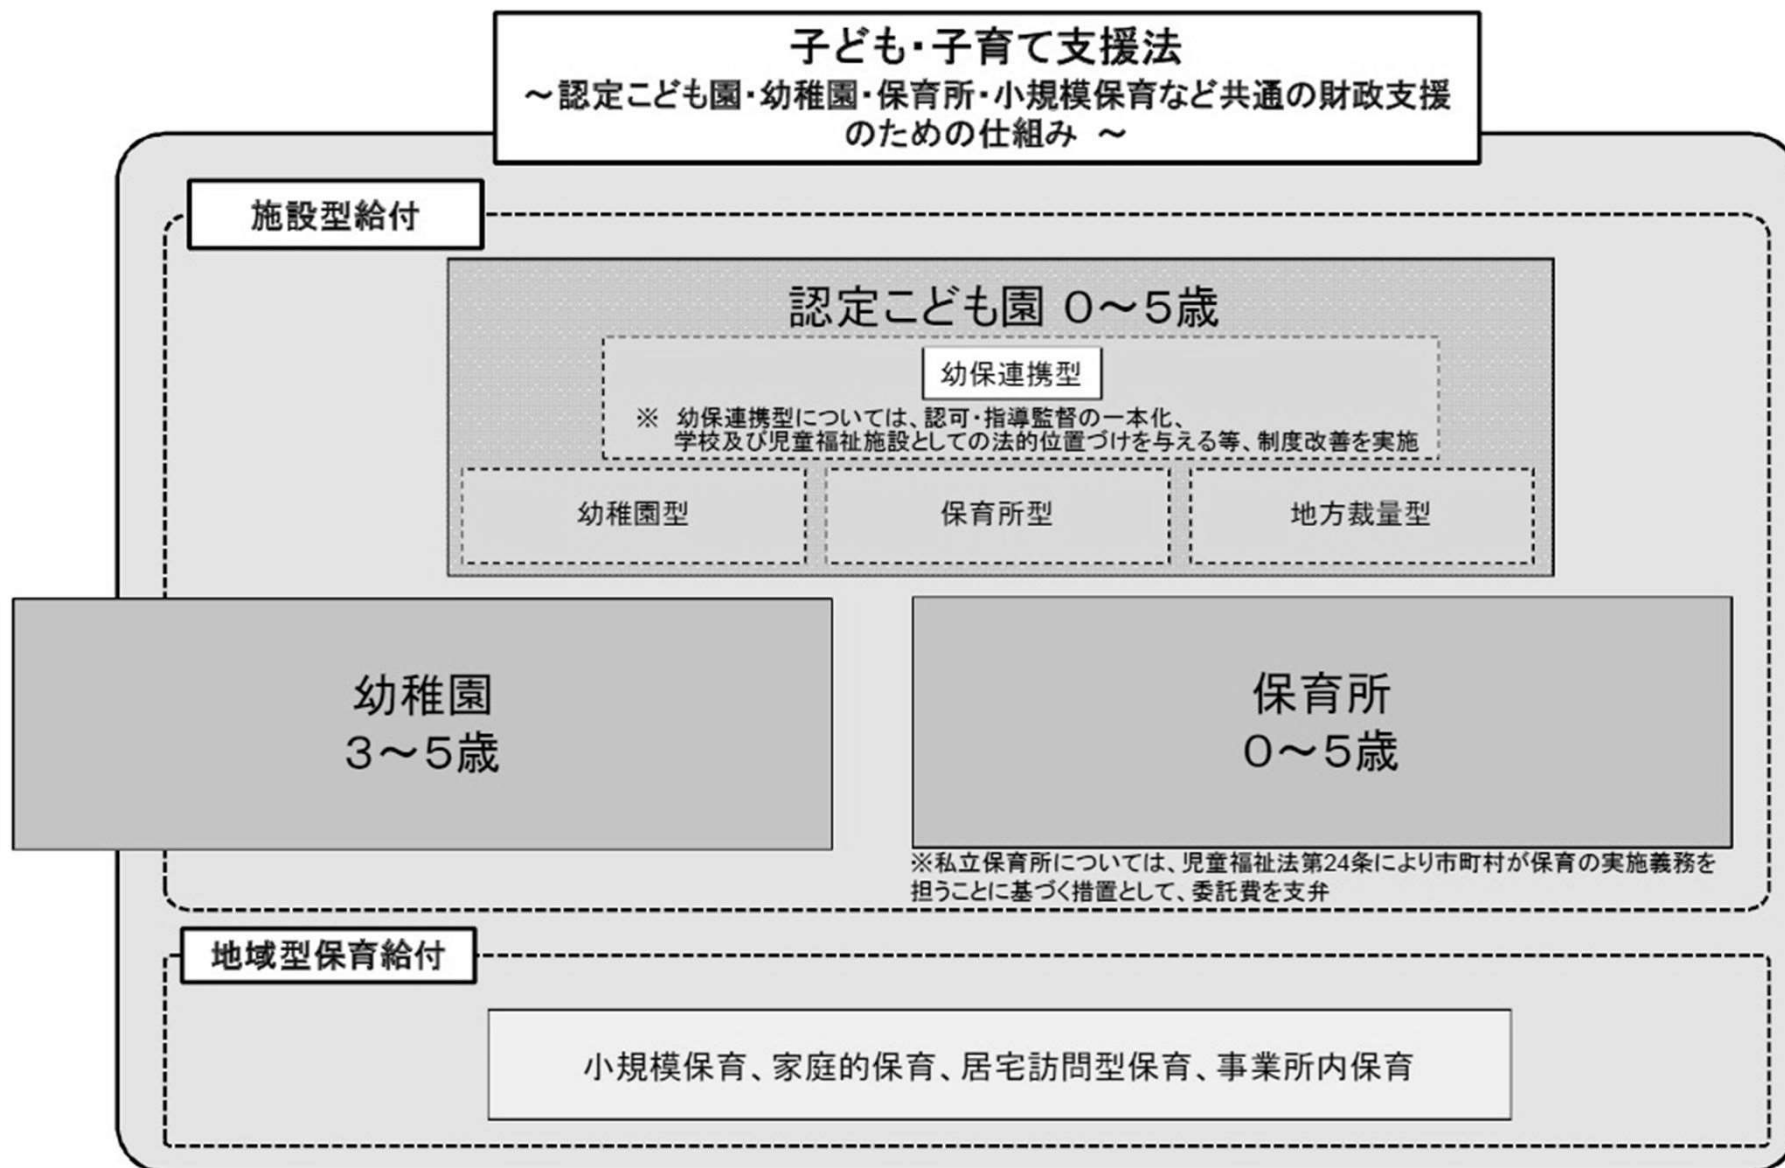 子ども・子育て支援法
～認定こども園・幼稚園・保育所・小規模保育など共通の財政支援
のための仕組み ～
施設型給付
認定こども園 ０～５歳
幼保連携型
※ 幼保連携型については、認可・指導監督の一本化、
学校及び児童福祉施設としての法的位置づけを与える等、制度改善を実施
幼稚園型
保育所型
地方裁量型
幼稚園
３～５歳
保育所
０～５歳
※私立保育所については、児童福祉法第24条により市町村が保育の実施義務を
担うことに基づく措置として、委託費を支弁
地域型保育給付
小規模保育、家庭的保育、居宅訪問型保育、事業所内保育